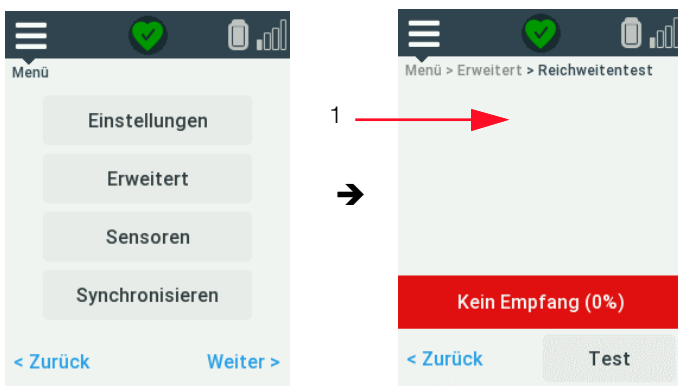 Menü
Einstellungen
Erweitert
Sensoren
Synchronisieren
< Zurück Weiter >
1
Menü > Erweitert > Reichweitentest
Kein Empfang (0%)
< Zurück Test